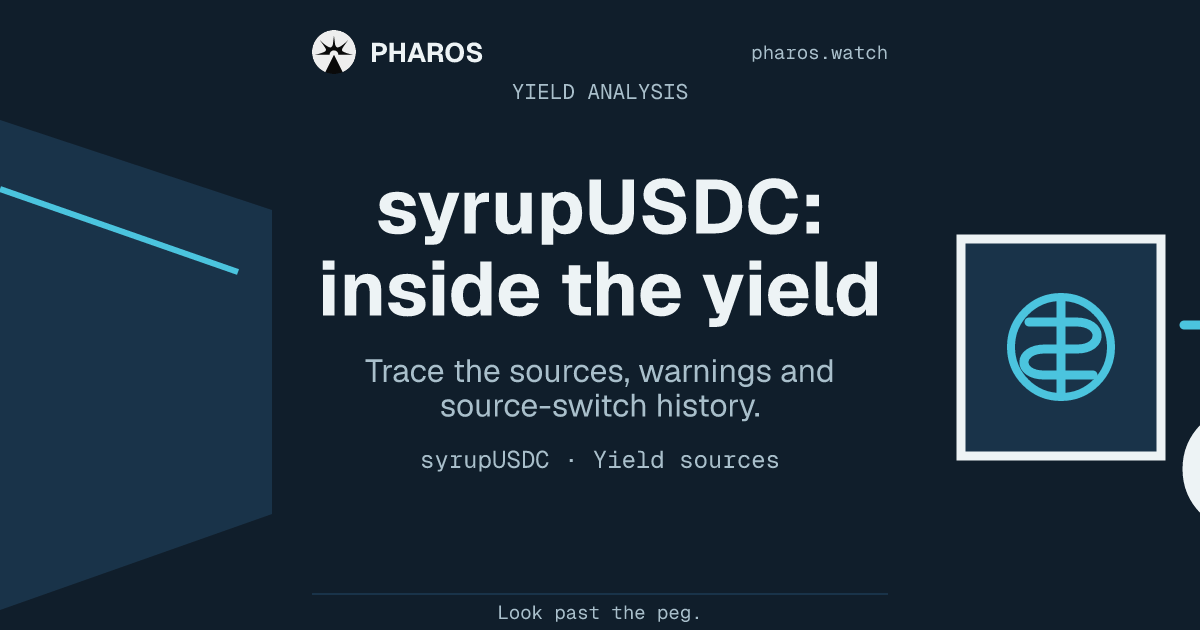 PHAROS
pharos.watch
YIELD ANALYSIS
syrupUSDC:
inside the yield
Trace the sources, warnings and
source-switch history.
syrupUSDC · Yield sources
Look past the peg.